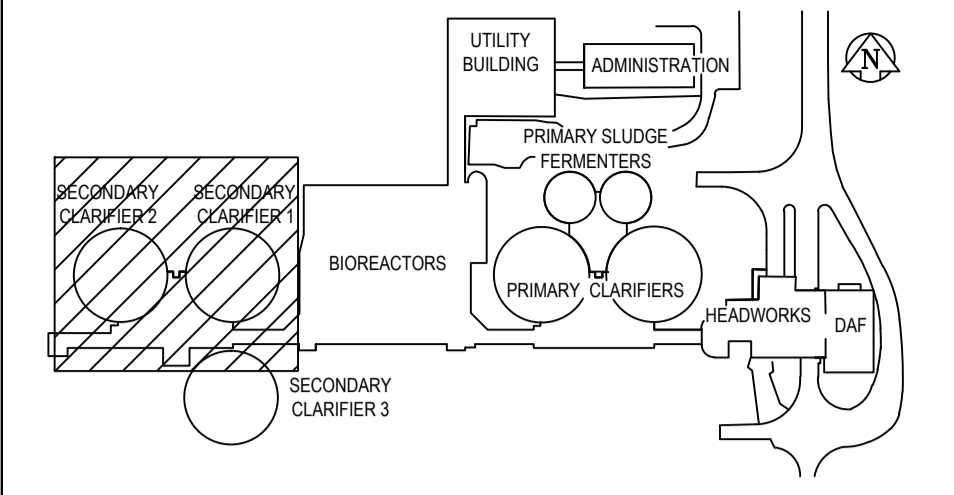 UTILITY
BUILDING
ADMINISTRATION
N
PRIMARY SLUDGE
FERMENTERS
SECONDARY
CLARIFIER 2
SECONDARY
CLARIFIER 1
BIOREACTORS
PRIMARY CLARIFIERS
HEADWORKS
DAF
SECONDARY
CLARIFIER 3